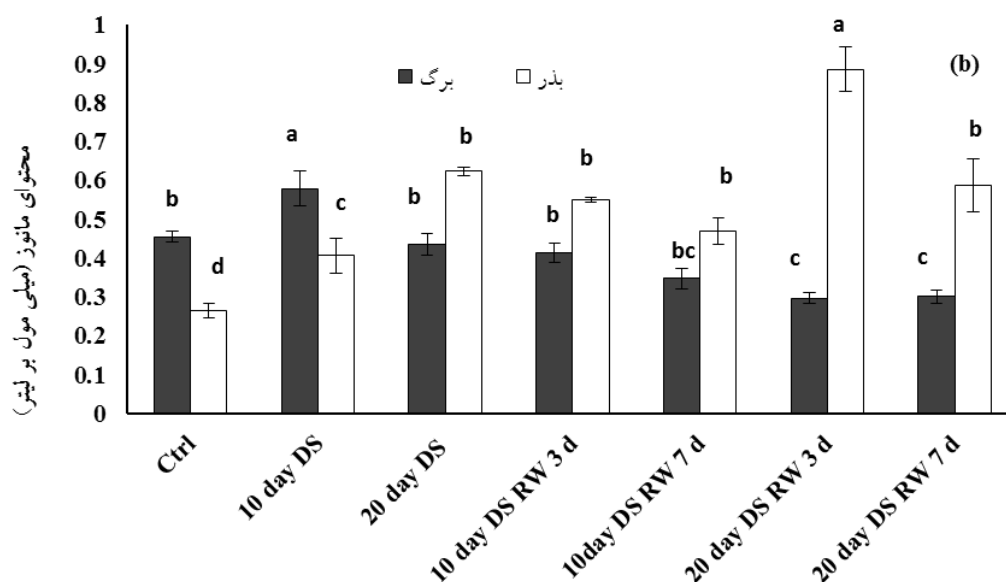 (b)
برگ
بذر
محتوای مانوز (میلی مول بر لیتر)
1
0.9
0.8
0.7
0.6
0.5
0.4
0.3
0.2
0.1
0
b
d
a
c
b
b
b
b
bc
b
c
a
c
b
Ctrl
10 day DS
20 day DS
10 day DS RW 3 d
10day DS RW 7 d
20 day DS RW 3 d
20 day DS RW 7 d